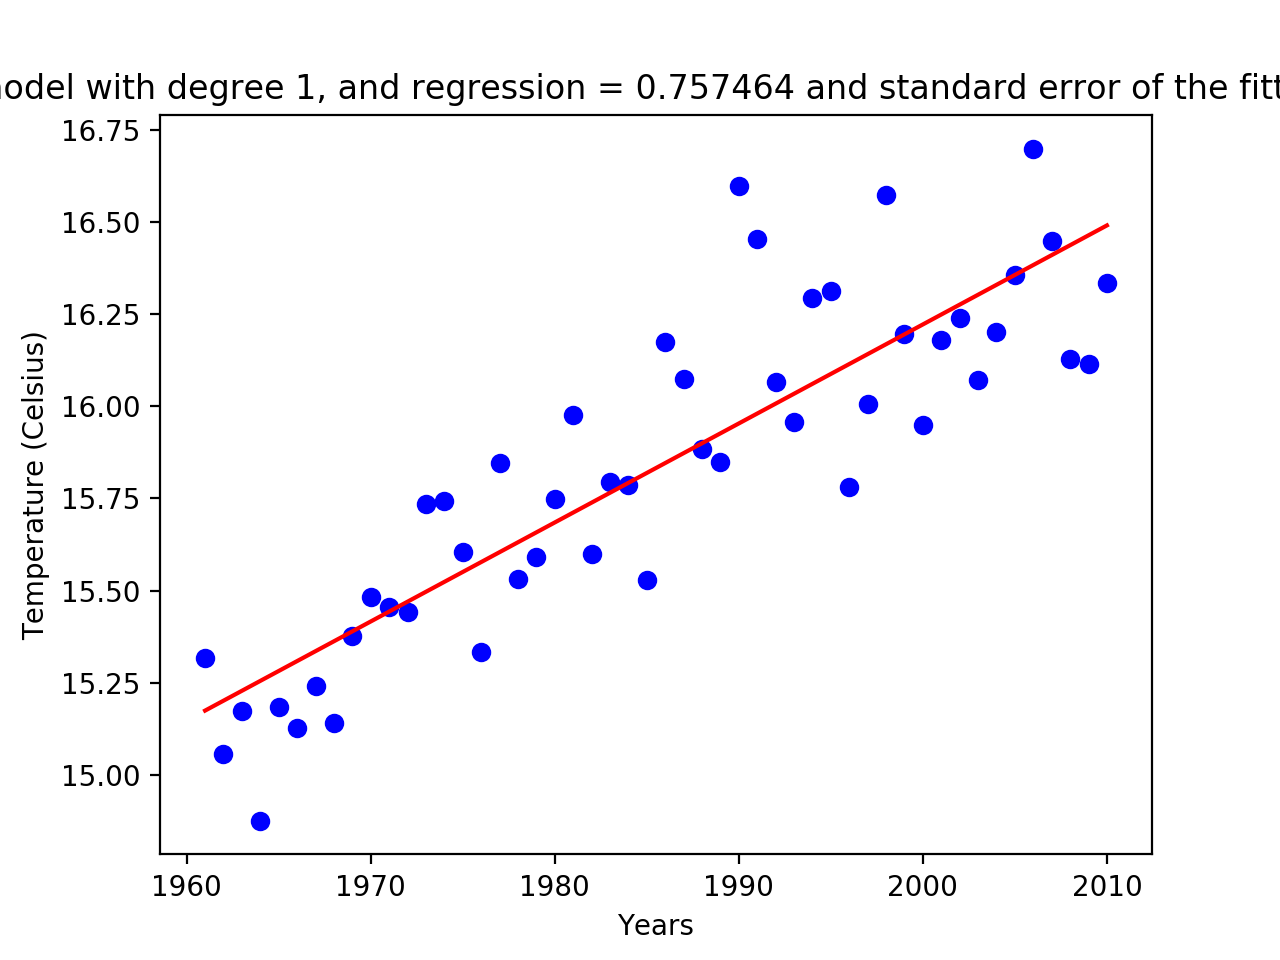 model with degree 1, and regression = 0.757464 and standard error of the
16.75
16.50
16.25
16.00
15.75
15.50
15.25
15.00
Temperature (Celsius)
1960 1970 1980 1990 2000 2010
Years